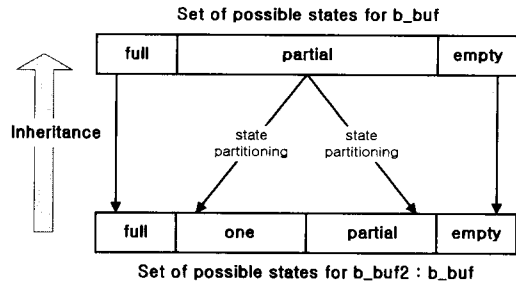 Set of possible states for b_buf
full partial empty
Inheritance
state partitioning
state partitioning
full one partial empty
Set of possible states for b_buf2 : b_buf